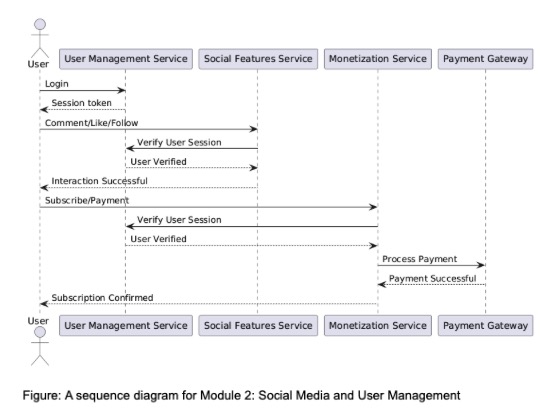 User
User Management Service
Social Features Service
Monetization Service
Payment Gateway
Login
Session token
Comment/Like/Follow
Verify User Session
User Verified
Interaction Successful
Subscribe/Payment
Verify User Session
User Verified
Process Payment
Payment Successful
Subscription Confirmed
User
User Management Service
Social Features Service
Monetization Service
Payment Gateway
Figure: A sequence diagram for Module 2: Social Media and User Management